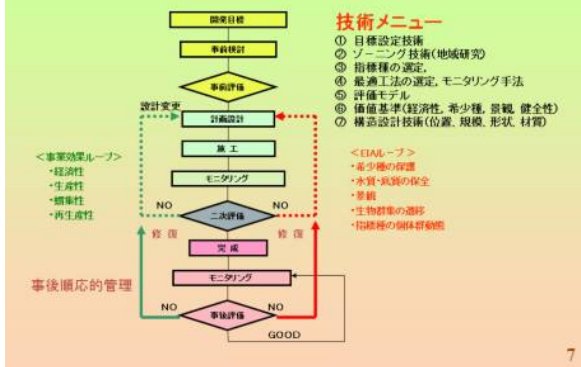 開発目標
事前検討
事前評価
設計変更
計画設計
施工
モニタリング
NO
二次評価
NO
修復
修復
完成
モニタリング
NO
事後評価
NO
GOOD
<事業効果ループ>
・経済性
・生産性
・蝟集性
・再生産性
事後順応的管理
技術メニュー
① 目標設定技術
② ゾーニング技術(地域研究)
③ 指標種の選定,
④ 最適工法の選定, モニタリング手法
⑤ 評価モデル
⑥ 価値基準(経済性, 希少種, 景観, 健全性)
⑦ 構造設計技術(位置, 規模, 形状, 材質)
<EIAループ>
・希少種の保護
・水質・底質の保全
・景観
・生物群集の遷移
・指標種の個体群動態
7